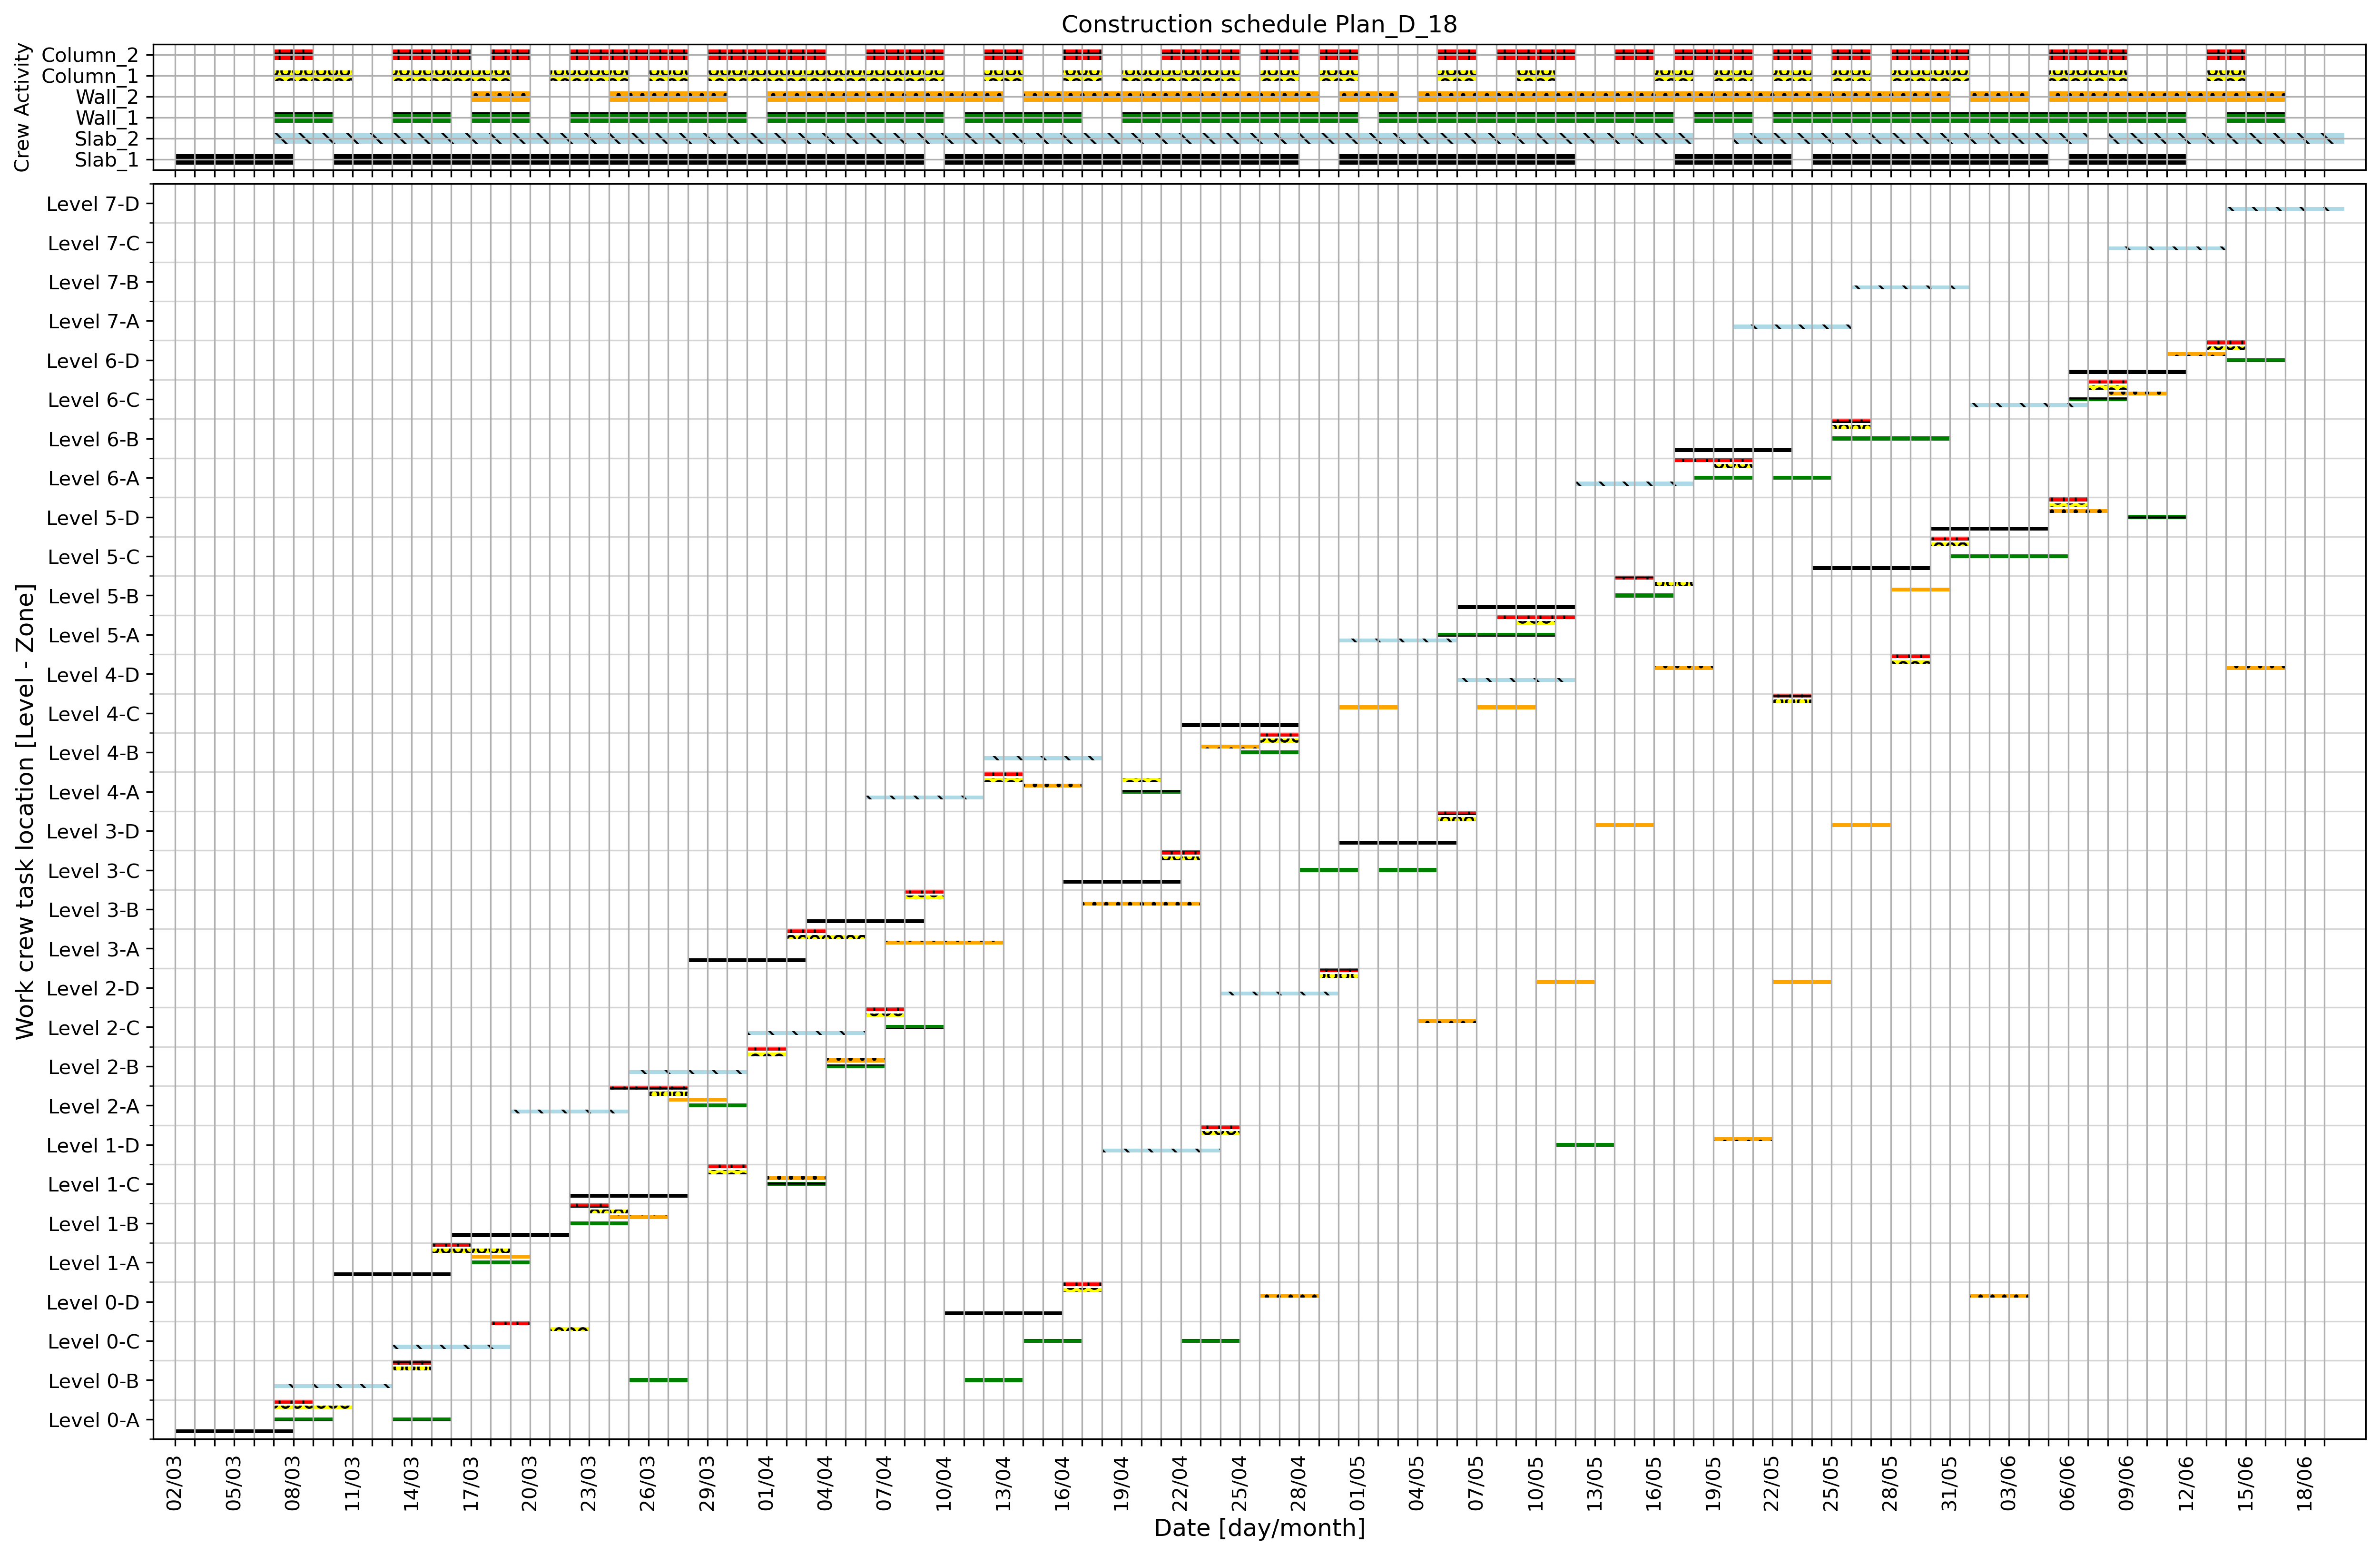 Construction schedule Plan_D_18
Crew Activity
Column_2
Column_1
Wall_2
Wall_1
Slab_2
Slab_1
Work crew task location [Level - Zone]
Level 7-D
Level 7-C
Level 7-B
Level 7-A
Level 6-D
Level 6-C
Level 6-B
Level 6-A
Level 5-D
Level 5-C
Level 5-B
Level 5-A
Level 4-D
Level 4-C
Level 4-B
Level 4-A
Level 3-D
Level 3-C
Level 3-B
Level 3-A
Level 2-D
Level 2-C
Level 2-B
Level 2-A
Level 1-D
Level 1-C
Level 1-B
Level 1-A
Level 0-D
Level 0-C
Level 0-B
Level 0-A
02/03 05/03 08/03 11/03 14/03 17/03 20/03 23/03 26/03 29/03 01/04 04/04 07/04 10/04 13/04 16/04 19/04 22/04 25/04 28/04 01/05 04/05 07/05 10/05 13/05 16/05 19/05 22/05 25/05 28/05 31/05 03/06 06/06 09/06 12/06 15/06 18/06
Date [day/month]